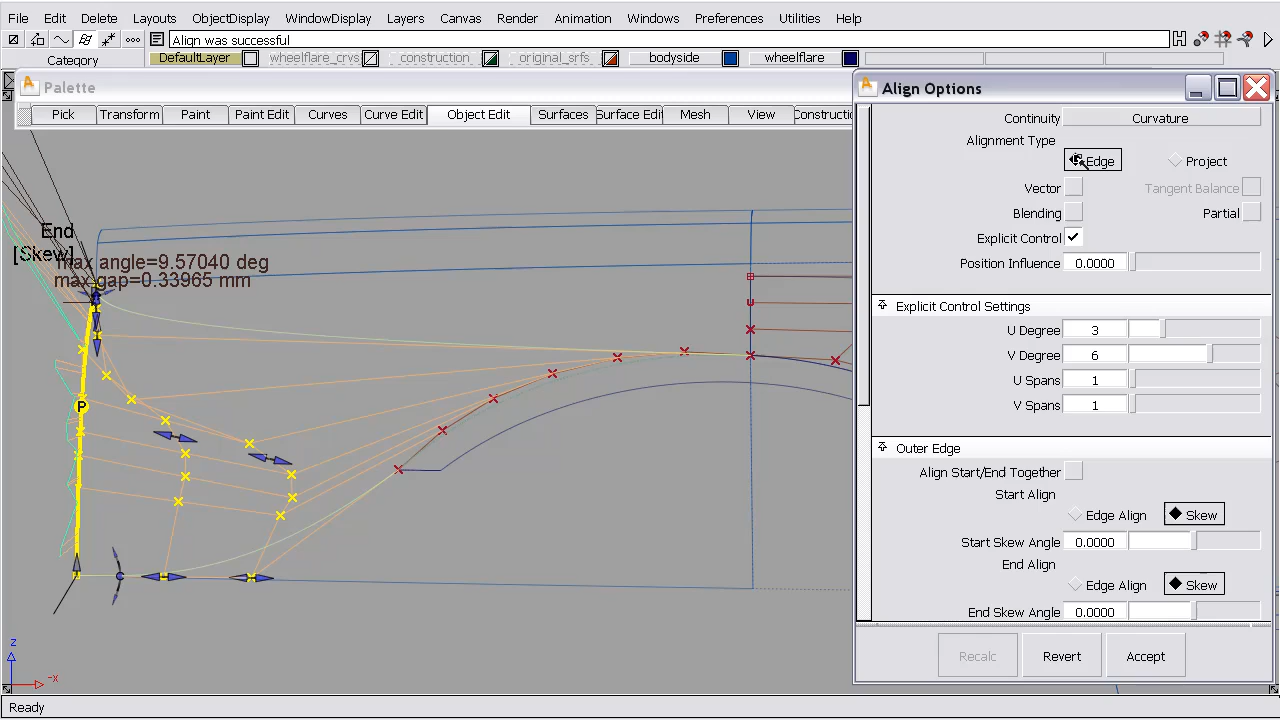 File Edit Delete Layouts ObjectDisplay WindowDisplay Layers Canvas Render Animation Windows Preferences Utilities Help
Align was successful
Category DefaultLayer wheelflare_crvs construction original_srfs bodyside wheelflare
Palette
Pick Transform Paint Paint Edit Curves Curve Edit Object Edit Surfaces Surface Edit Mesh View
End
[Skew]
max angle=9.57040 deg
max gap=0.33965 mm
P
z
-x
Align Options
Continuity Curvature
Alignment Type
Edge Project
Vector Tangent Balance
Blending Partial
Explicit Control
Position Influence 0.0000
Explicit Control Settings
U Degree 3
V Degree 6
U Spans 1
V Spans 1
Outer Edge
Align Start/End Together
Start Align
Edge Align Skew
Start Skew Angle 0.0000
End Align
Edge Align Skew
End Skew Angle 0.0000
Recalc Revert Accept
Ready